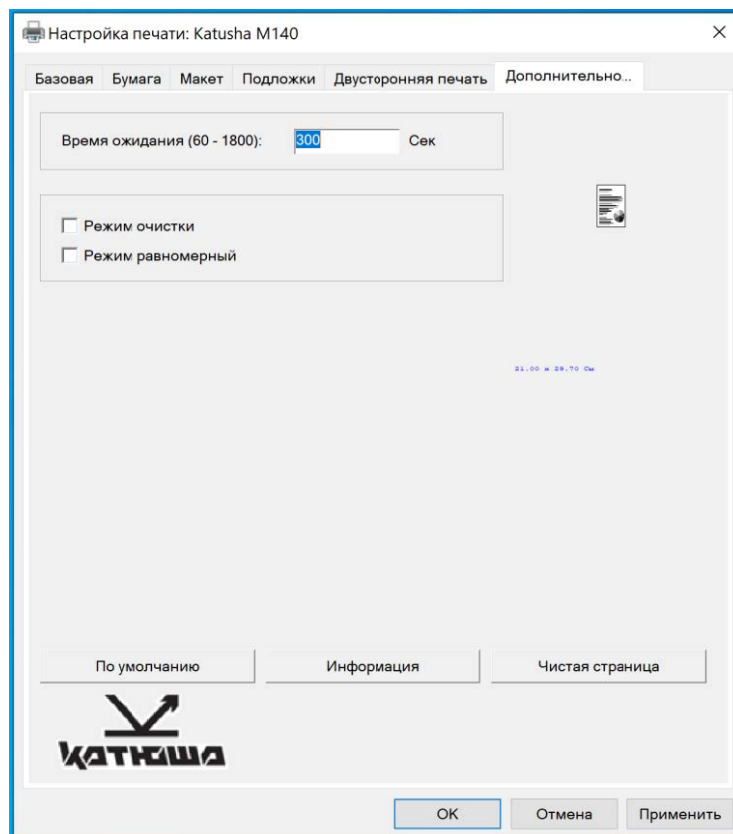 Настройка печати: Katusha M140
Базовая Бумага Макет Подложки Двусторонняя печать Дополнительно...
Время ожидания (60 - 1800): 300 Сек
Режим очистки
Режим равномерный
21.00 x 29.70 См
По умолчанию Информация Чистая страница
катюша
OK Отмена Применить